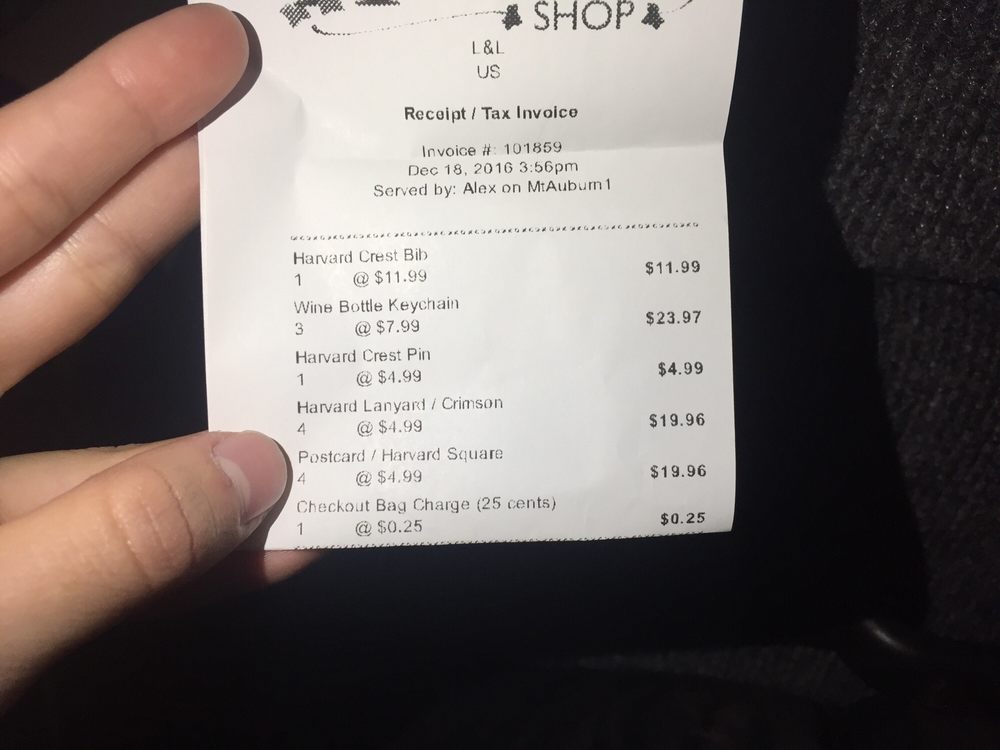 SHOP
L&L
US
Receipt / Tax Invoice
Invoice #: 101859
Dec 18, 2016 3:56pm
Served by: Alex on MtAuburn1
Harvard Crest Bib
1 @ $11.99 $11.99
Wine Bottle Keychain
3 @ $7.99 $23.97
Harvard Crest Pin
1 @ $4.99 $4.99
Harvard Lanyard / Crimson
4 @ $4.99 $19.96
Postcard / Harvard Square
4 @ $4.99 $19.96
Checkout Bag Charge (25 cents)
1 @ $0.25 $0.25